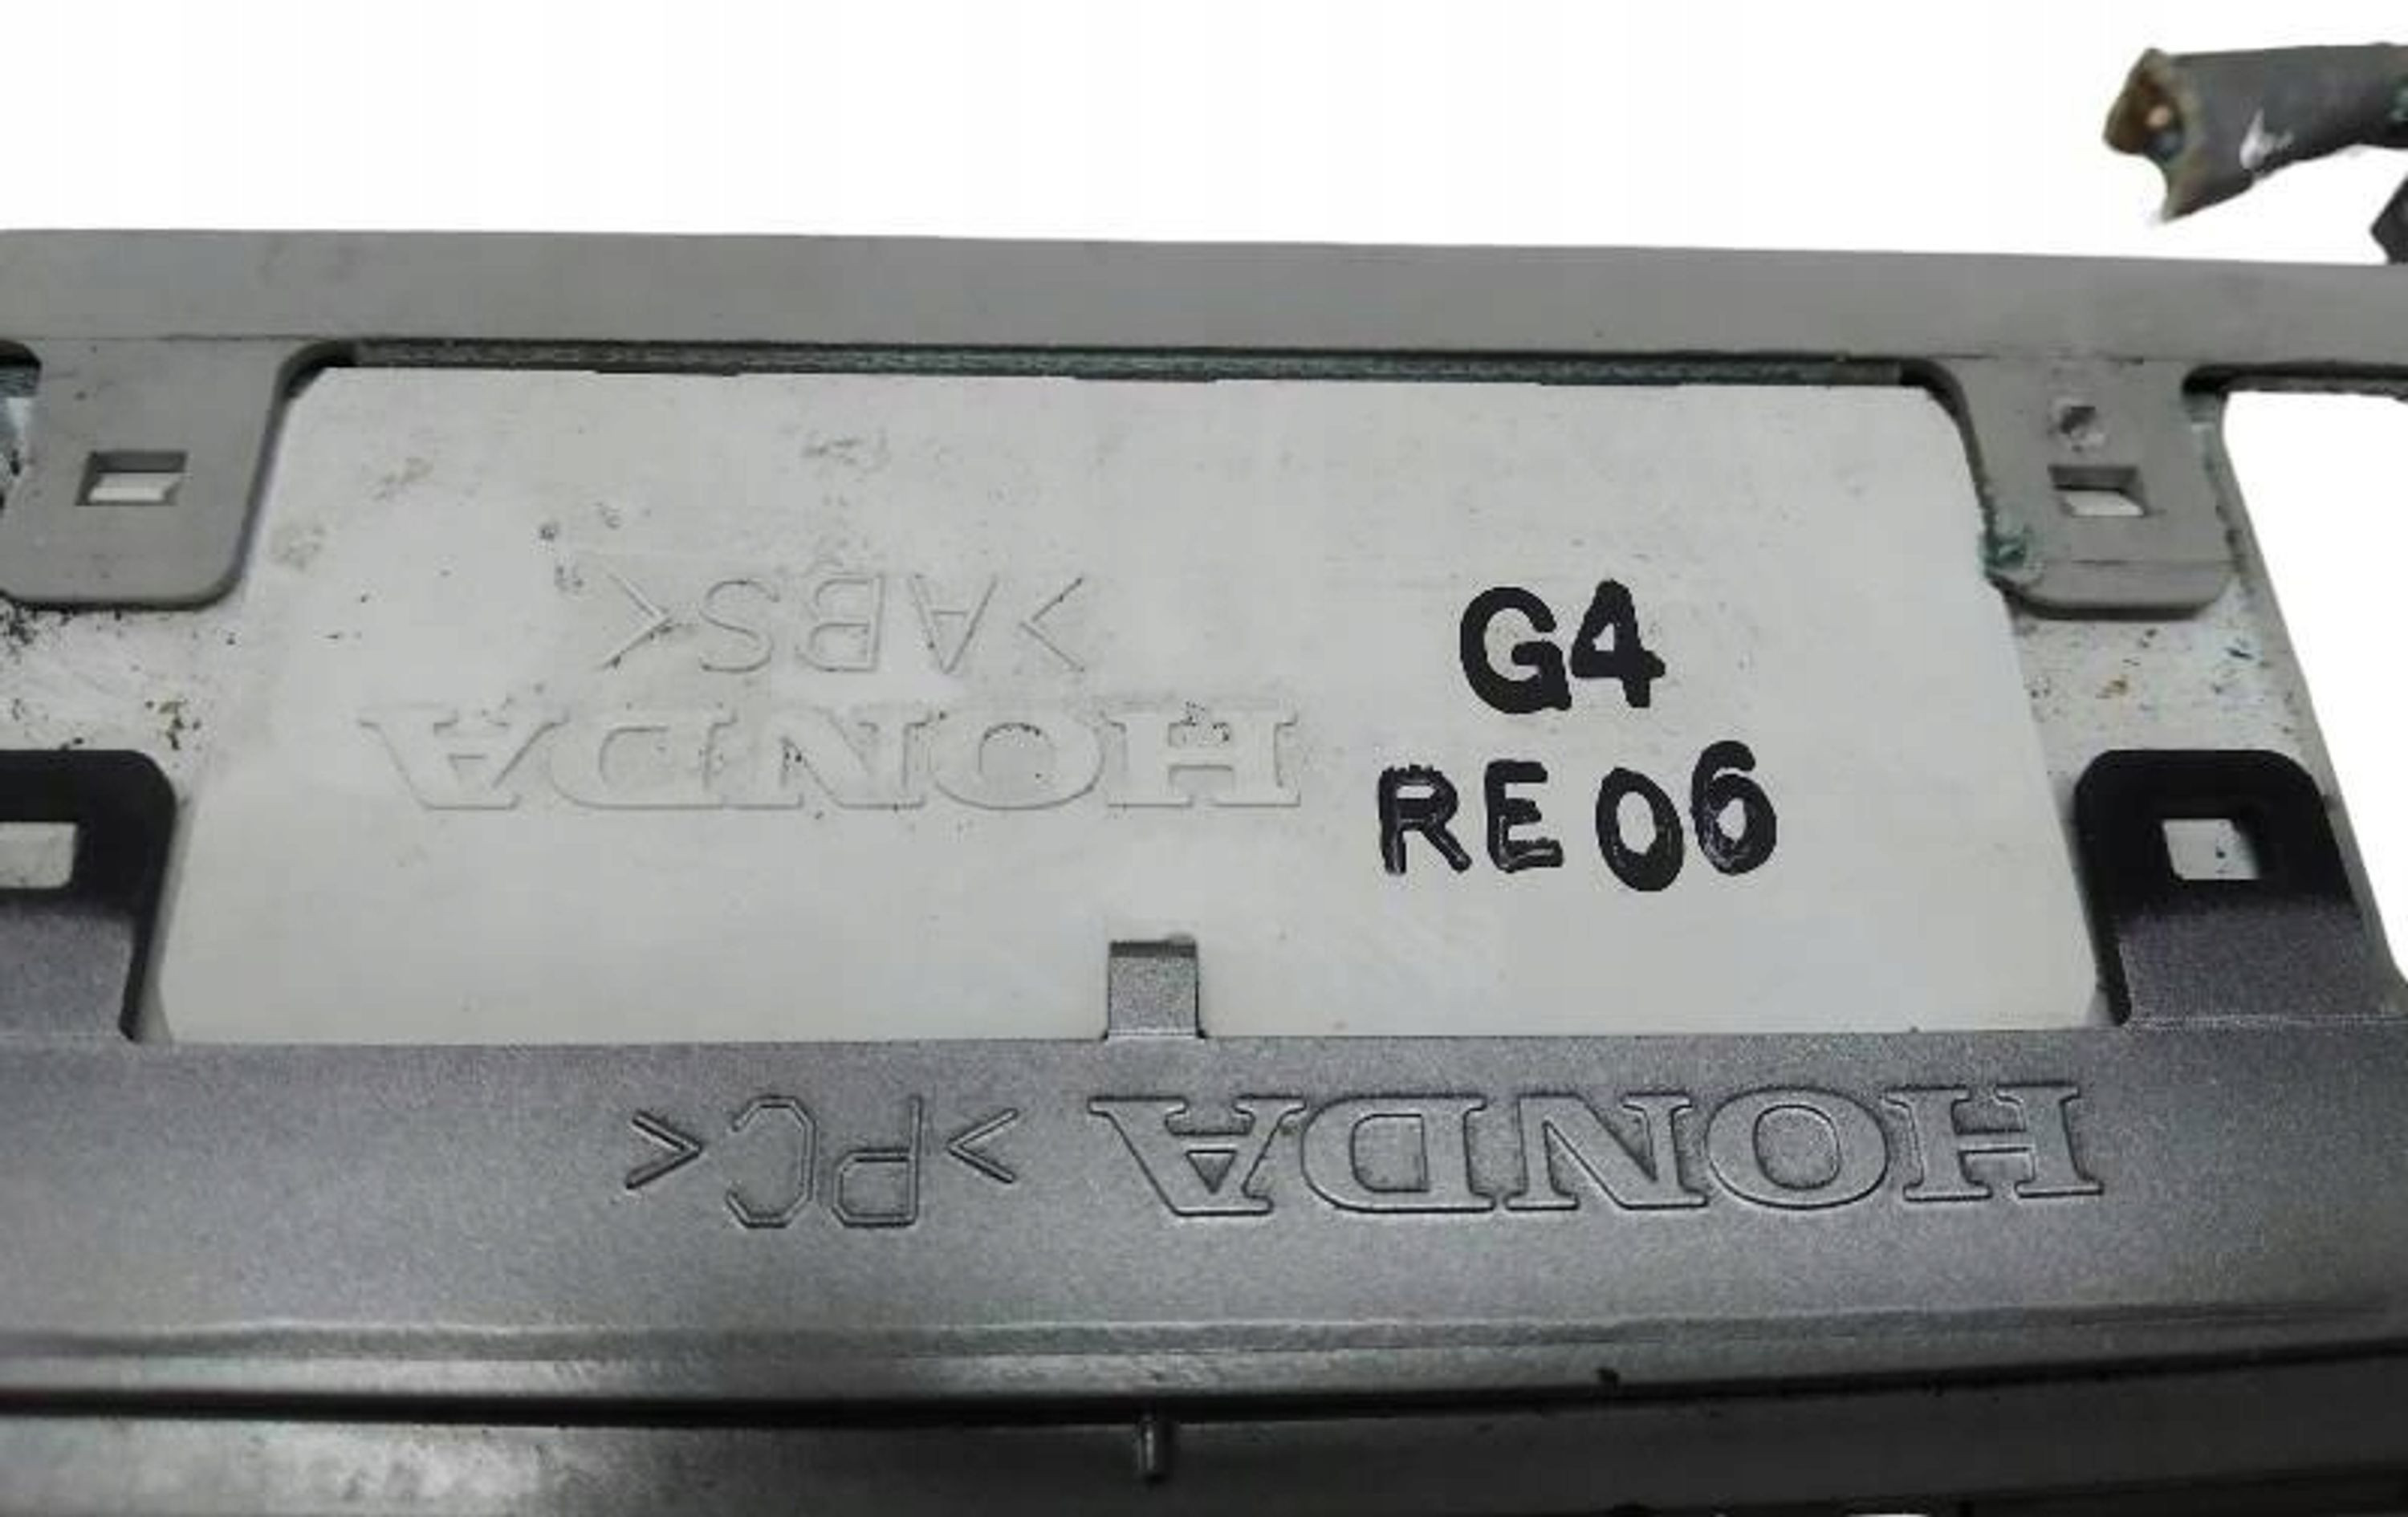 >ABS<
HONDA
G4
RE06
HONDA >PC<